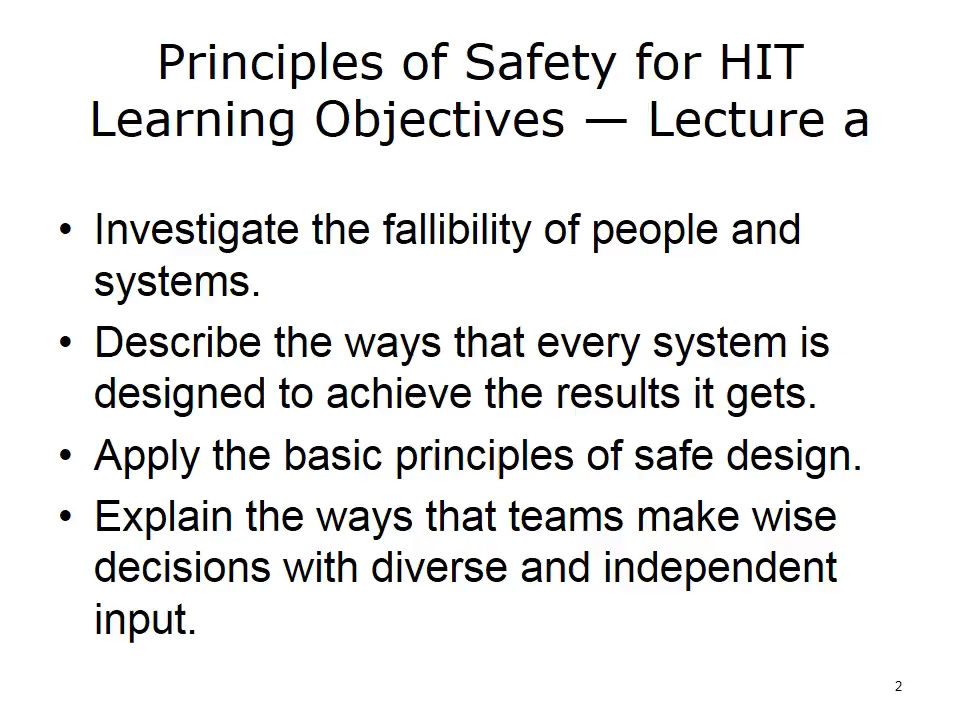 Principles of Safety for HIT
Learning Objectives — Lecture a
• Investigate the fallibility of people and
systems.
• Describe the ways that every system is
designed to achieve the results it gets.
• Apply the basic principles of safe design.
• Explain the ways that teams make wise
decisions with diverse and independent
input.
2